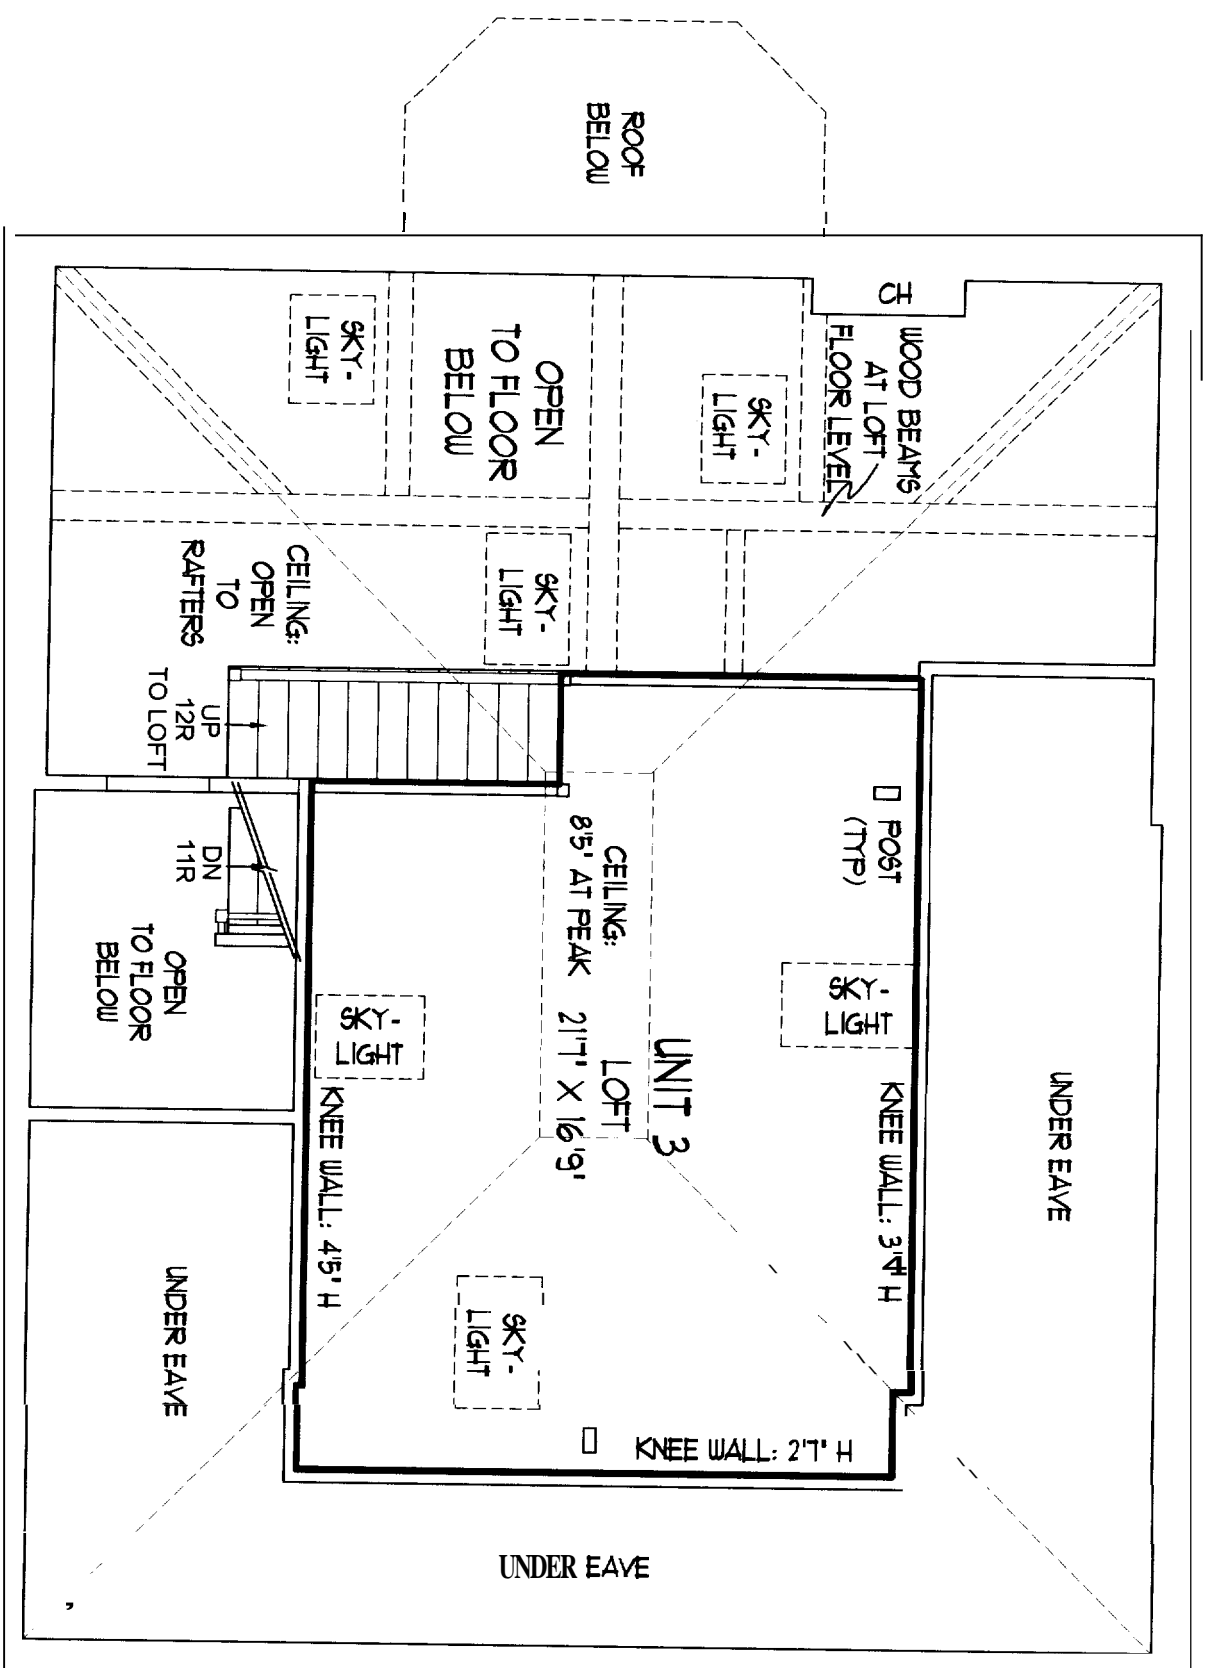 ROOF
BELOW
CH
WOOD BEAMS
AT LOFT
FLOOR LEVEL
SKY-
LIGHT
SKY-
LIGHT
OPEN
TO FLOOR
BELOW
SKY-
LIGHT
CEILING:
OPEN
TO
RAFTERS
UP
12R
TO LOFT
DN
11R
OPEN
TO FLOOR
BELOW
POST
(TYP)
CEILING:
8'5" AT PEAK
SKY-
LIGHT
SKY-
LIGHT
UNIT 3
LOFT
21'7" X 16'9"
KNEE WALL: 3'4" H
KNEE WALL: 4'5" H
UNDER EAVE
UNDER EAVE
SKY-
LIGHT
KNEE WALL: 2'7" H
UNDER EAVE